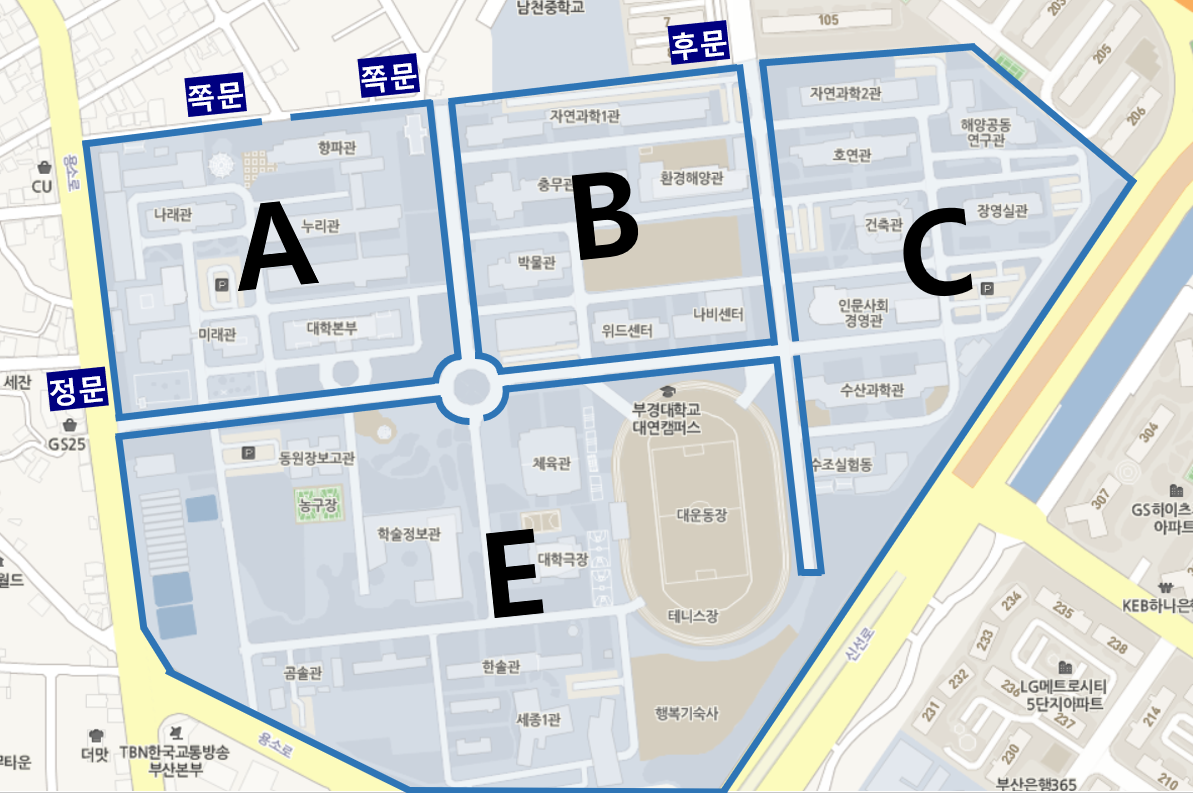 남천중학교
7
105
203
205
206
후문
쪽문
쪽문
용소로
CU
자연과학1관
자연과학2관
해양공동
연구관
향파관
호연관
충무관
환경해양관
나래관
누리관
A
B
C
건축관
장영실관
박물관
P
P
인문사회
경영관
미래관
대학본부
위드센터
나비센터
세잔
정문
GS25
수산과학관
부경대학교
대연캠퍼스
P
동원장보고관
체육관
수조실험동
304
307
GS하이츠
아파트
농구장
학술정보관
대운동장
E
대학극장
월드
KEB하나은행
테니스장
신선로
234
235
233
238
232
236
237
231
230
LG메트로시티
5단지아파트
214
210
곰솔관
한솔관
세종1관
행복기숙사
더맛
TBN한국교통방송
부산본부
용소로
루타운
부산은행365